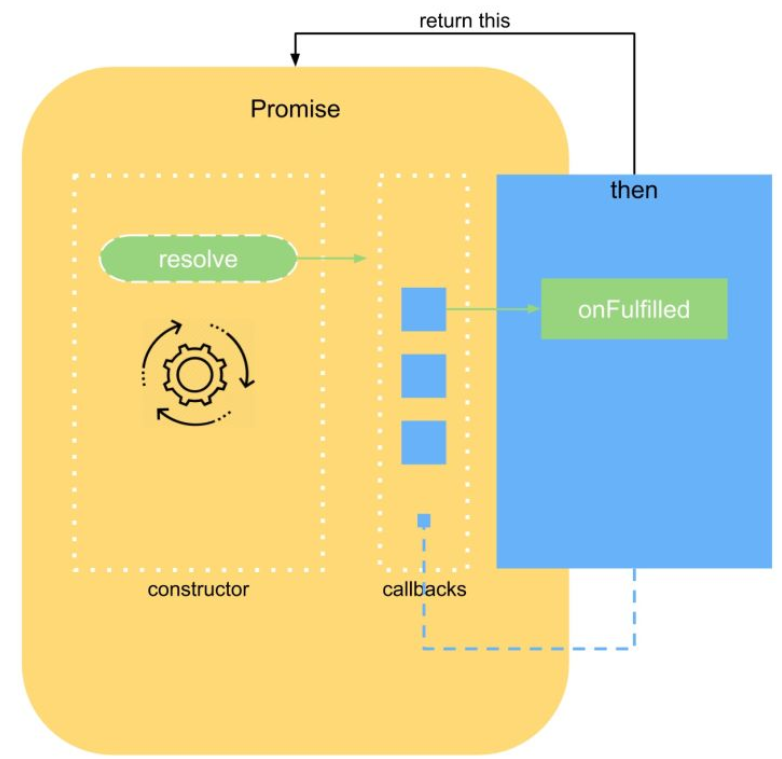 return this
Promise
then
resolve
onFulfilled
constructor
callbacks